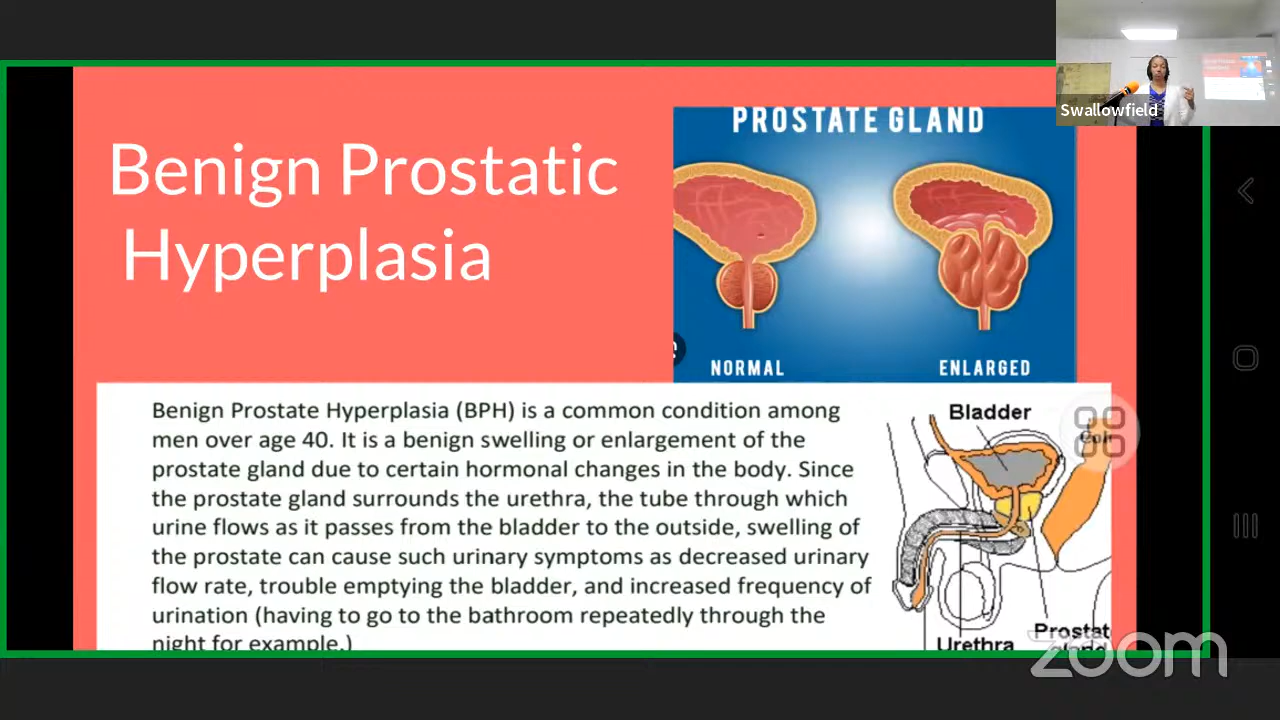 Swallowfield
Benign Prostatic
Hyperplasia
PROSTATE GLAND
NORMAL
ENLARGED
Benign Prostate Hyperplasia (BPH) is a common condition among
men over age 40. It is a benign swelling or enlargement of the
prostate gland due to certain hormonal changes in the body. Since
the prostate gland surrounds the urethra, the tube through which
urine flows as it passes from the bladder to the outside, swelling of
the prostate can cause such urinary symptoms as decreased urinary
flow rate, trouble emptying the bladder, and increased frequency of
urination (having to go to the bathroom repeatedly through the
night for example.)
Bladder
Urethra
Prostat
gland
zoom